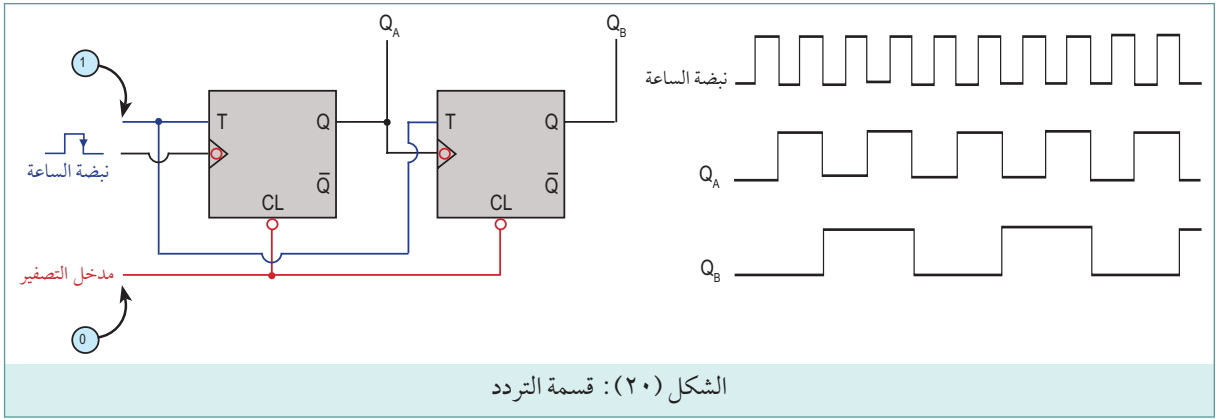 Q_A
Q_B
1
T
Q
T
Q
نبضة الساعة
Q̅
Q̅
CL
CL
مدخل التصفير
0
نبضة الساعة
Q_A
Q_B
الشكل (٢٠): قسمة التردد